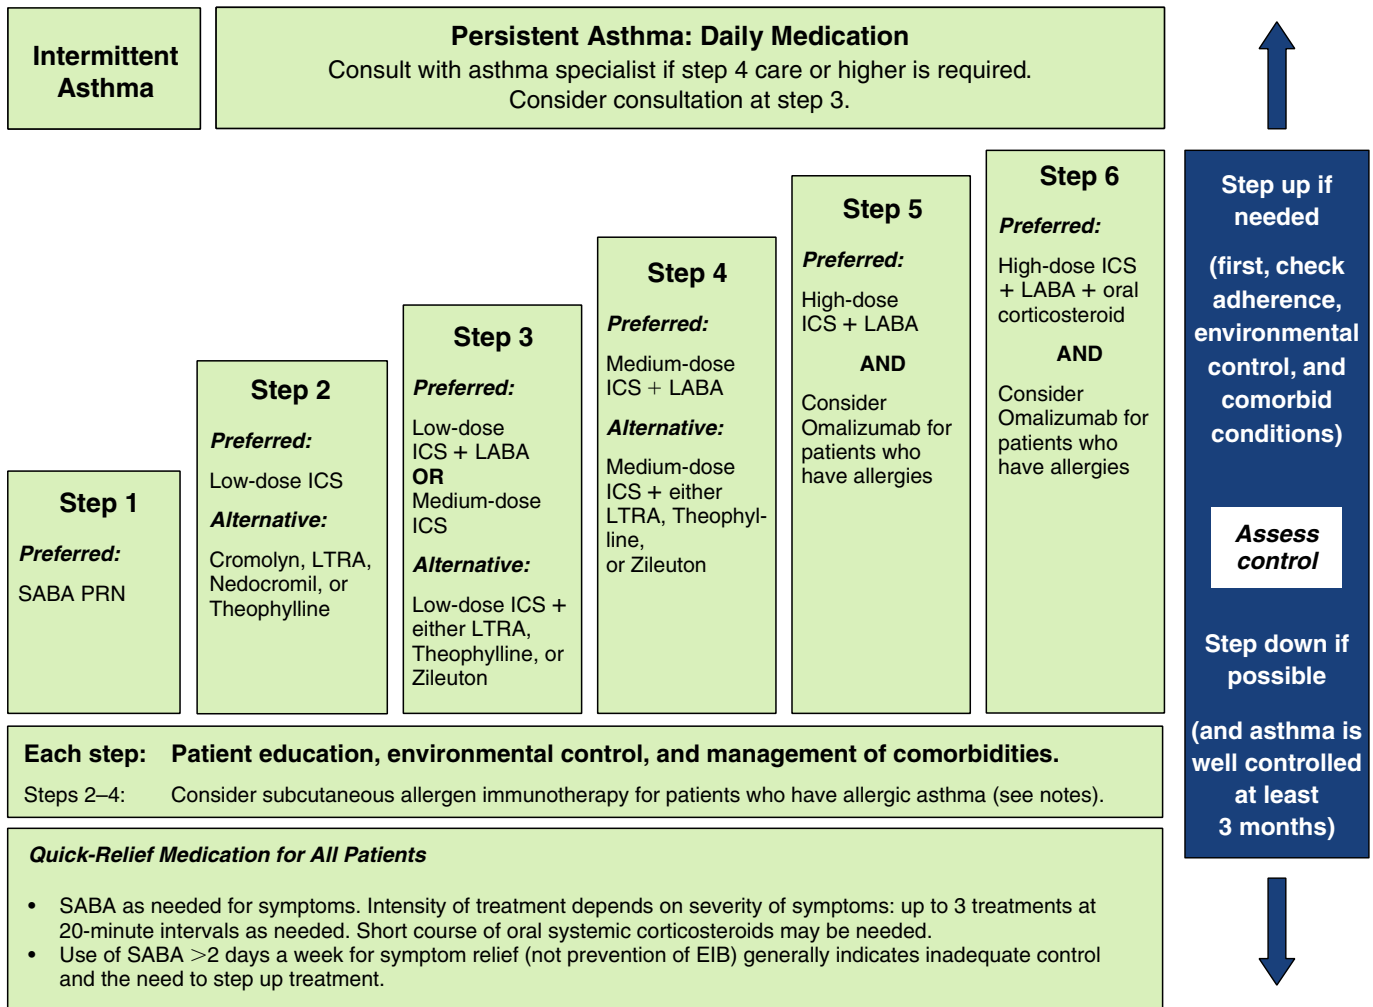 Intermittent
Asthma
Persistent Asthma: Daily Medication
Consult with asthma specialist if step 4 care or higher is required.
Consider consultation at step 3.
Step 1
Preferred:
SABA PRN
Step 2
Preferred:
Low-dose ICS
Alternative:
Cromolyn, LTRA,
Nedocromil, or
Theophylline
Step 3
Preferred:
Low-dose
ICS + LABA
OR
Medium-dose
ICS
Alternative:
Low-dose ICS +
either LTRA,
Theophylline, or
Zileuton
Step 4
Preferred:
Medium-dose
ICS + LABA
Alternative:
Medium-dose
ICS + either
LTRA, Theophyl-
line,
or Zileuton
Step 5
Preferred:
High-dose
ICS + LABA
AND
Consider
Omalizumab for
patients who
have allergies
Step 6
Preferred:
High-dose ICS
+ LABA + oral
corticosteroid
AND
Consider
Omalizumab for
patients who
have allergies
Step up if
needed
(first, check
adherence,
environmental
control, and
comorbid
conditions)
Assess
control
Step down if
possible
(and asthma is
well controlled
at least
3 months)
Each step: Patient education, environmental control, and management of comorbidities.
Steps 2–4: Consider subcutaneous allergen immunotherapy for patients who have allergic asthma (see notes).
Quick-Relief Medication for All Patients
• SABA as needed for symptoms. Intensity of treatment depends on severity of symptoms: up to 3 treatments at
20-minute intervals as needed. Short course of oral systemic corticosteroids may be needed.
• Use of SABA >2 days a week for symptom relief (not prevention of EIB) generally indicates inadequate control
and the need to step up treatment.